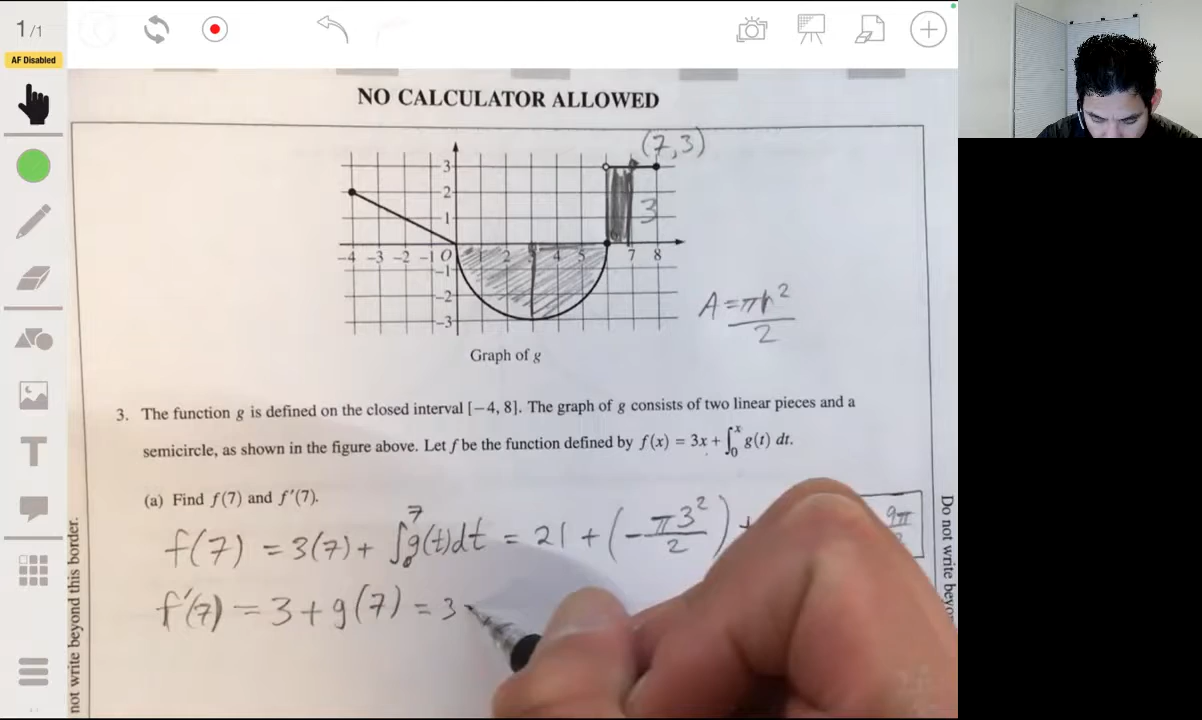 1/1
AF Disabled
NO CALCULATOR ALLOWED
(7,3)
3
2
1
3
-4 -3 -2 -1 O 2 4 5 7 8
-1
-2
-3
A = πr²/2
Graph of g
3. The function g is defined on the closed interval [−4, 8]. The graph of g consists of two linear pieces and a
semicircle, as shown in the figure above. Let f be the function defined by f(x) = 3x + ∫₀ˣ g(t) dt.
(a) Find f(7) and f′(7).
f(7) = 3(7) + ∫₀⁷ g(t)dt = 21 + (-π3²/2) + 9π
f'(7) = 3 + g(7) = 3
not write beyond this border.
Do not write beyo
T